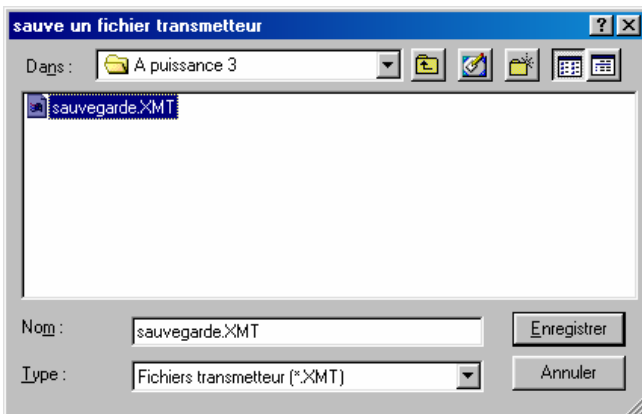 sauve un fichier transmetteur
Dans : A puissance 3
sauvegarde.XMT
Nom : sauvegarde.XMT Enregistrer
Type : Fichiers transmetteur (*.XMT) Annuler